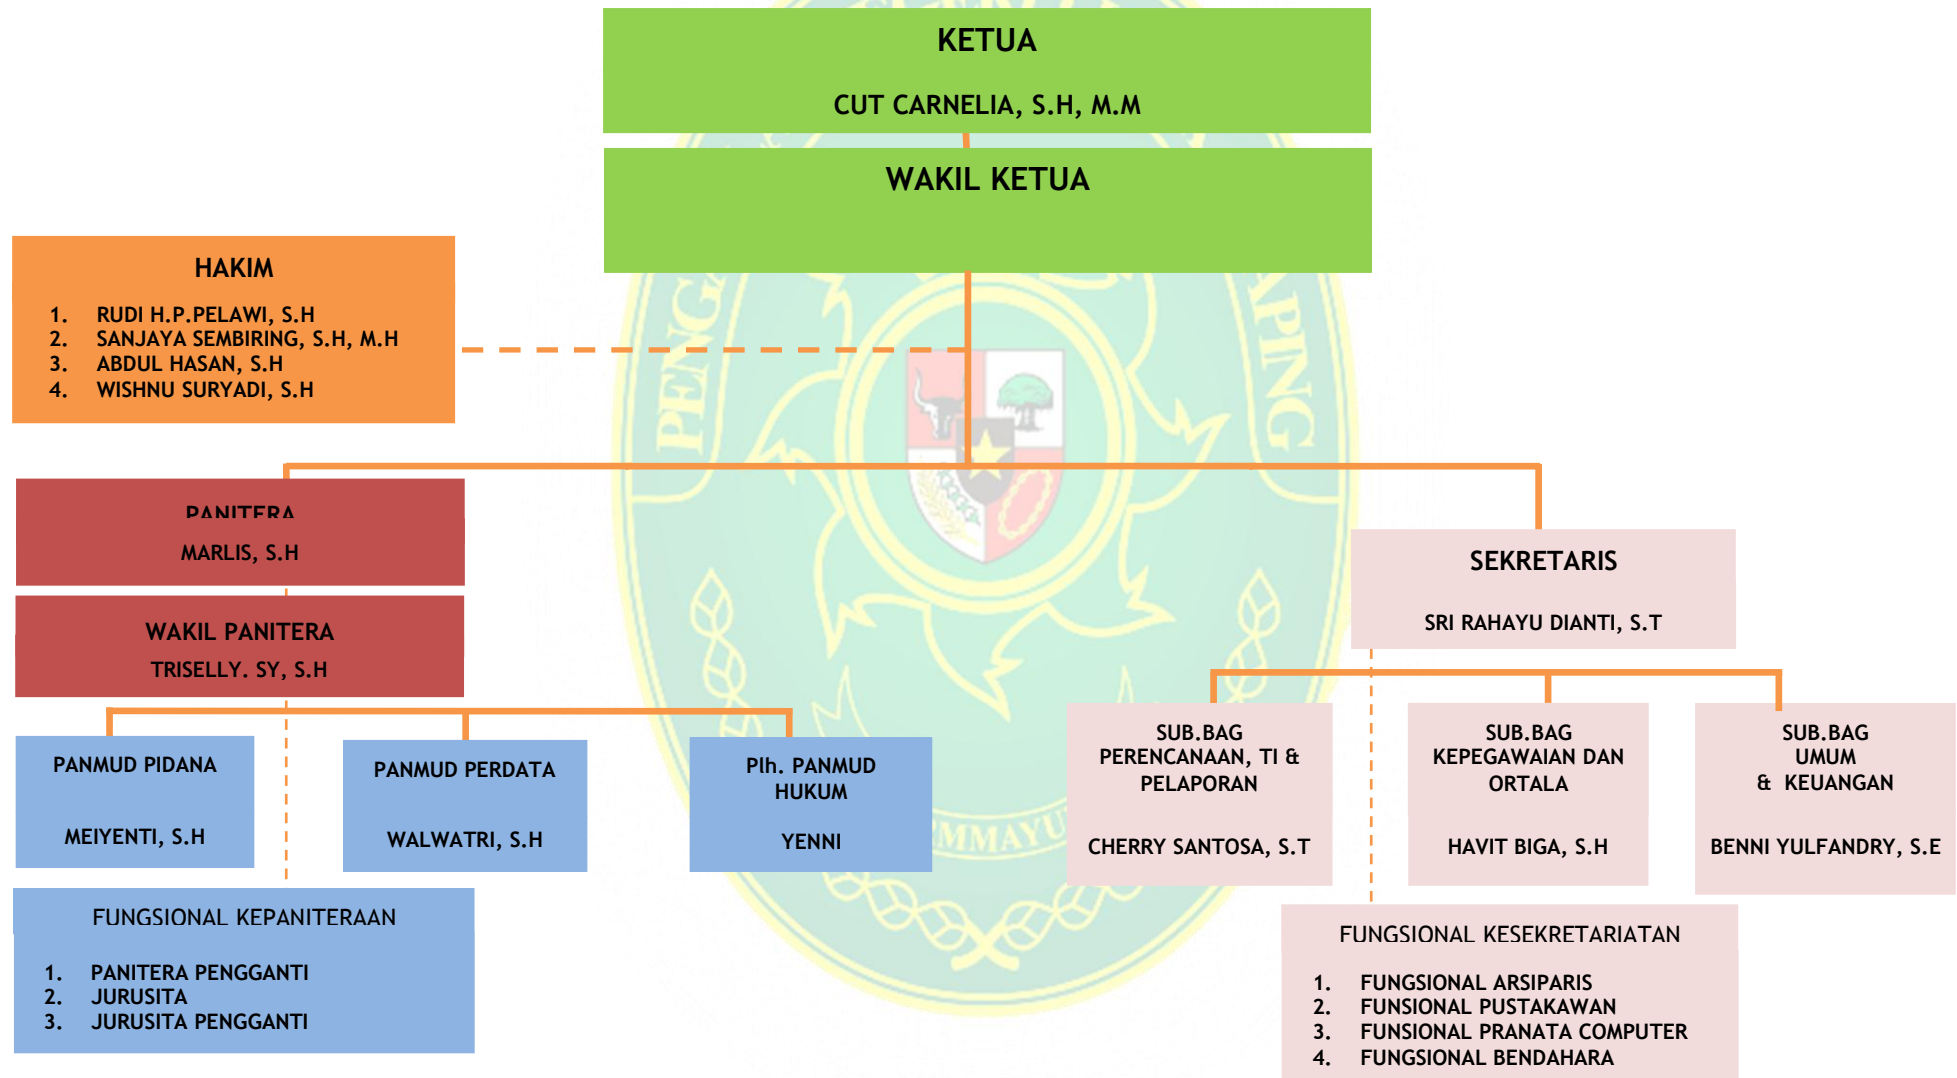 KETUA
CUT CARNELIA, S.H, M.M
WAKIL KETUA
HAKIM
1. RUDI H.P.PELAWI, S.H
2. SANJAYA SEMBIRING, S.H, M.H
3. ABDUL HASAN, S.H
4. WISHNU SURYADI, S.H
PANITERA
MARLIS, S.H
WAKIL PANITERA
TRISELLY. SY, S.H
SEKRETARIS
SRI RAHAYU DIANTI, S.T
PANMUD PIDANA
MEIYENTI, S.H
PANMUD PERDATA
WALWATRI, S.H
Plh. PANMUD
HUKUM
YENNI
SUB.BAG
PERENCANAAN, TI &
PELAPORAN
CHERRY SANTOSA, S.T
SUB.BAG
KEPEGAWAIAN DAN
ORTALA
HAVIT BIGA, S.H
SUB.BAG
UMUM
& KEUANGAN
BENNI YULFANDRY, S.E
FUNGSIONAL KEPANITERAAN
1. PANITERA PENGGANTI
2. JURUSITA
3. JURUSITA PENGGANTI
FUNGSIONAL KESEKRETARIATAN
1. FUNGSIONAL ARSIPARIS
2. FUNSIONAL PUSTAKAWAN
3. FUNSIONAL PRANATA COMPUTER
4. FUNGSIONAL BENDAHARA